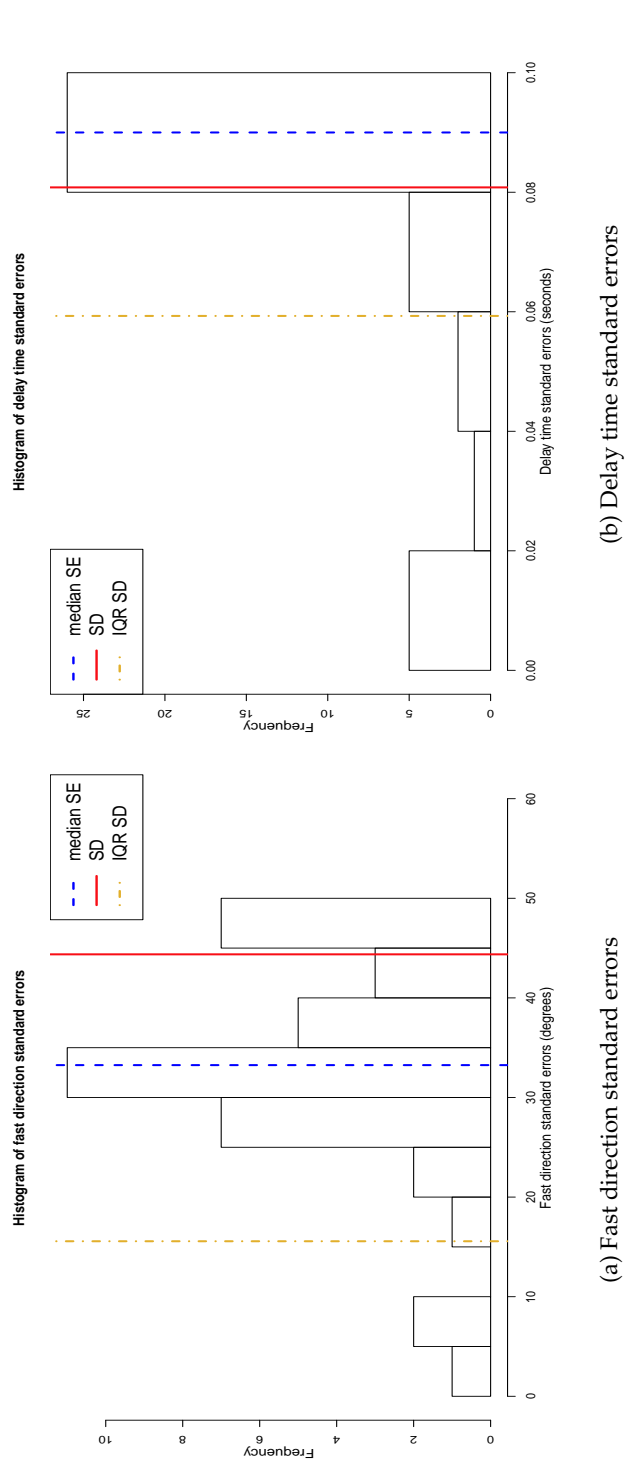 Histogram of fast direction standard errors
median SE
SD
IQR SD
Frequency
0
2
4
6
8
10
0
10
20
30
40
50
60
Fast direction standard errors (degrees)
(a) Fast direction standard errors
Histogram of delay time standard errors
median SE
SD
IQR SD
Frequency
0
5
10
15
20
25
0.00
0.02
0.04
0.06
0.08
0.10
Delay time standard errors (seconds)
(b) Delay time standard errors